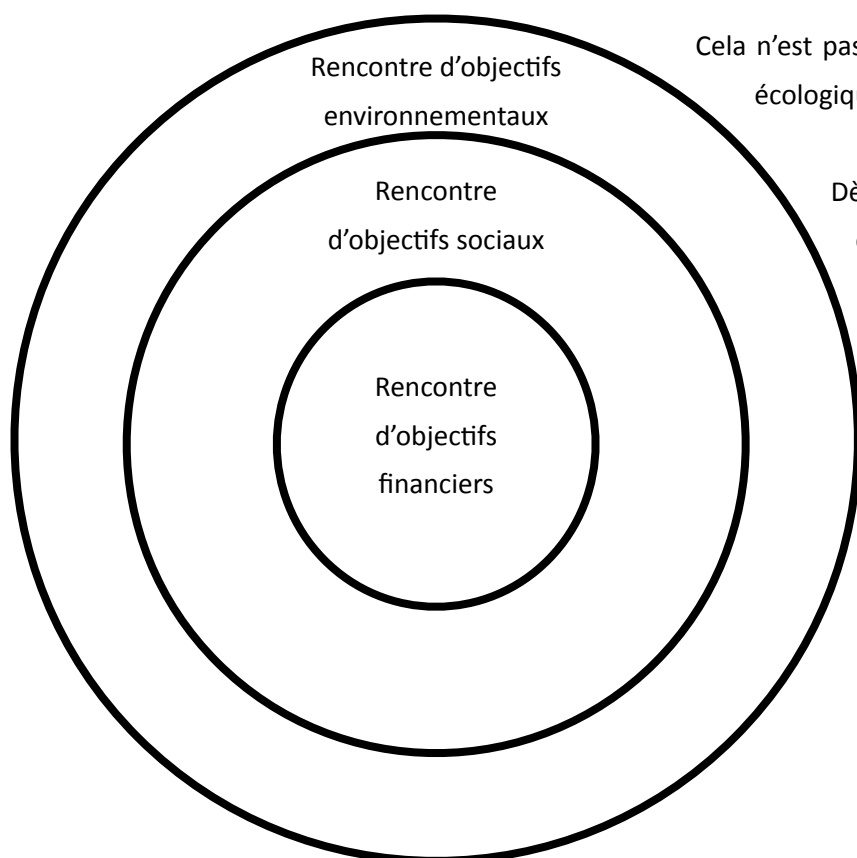 Cela n'est pas
écologiqu
Dè
Rencontre d'objectifs
environnementaux
Rencontre
d'objectifs sociaux
Rencontre
d'objectifs
financiers